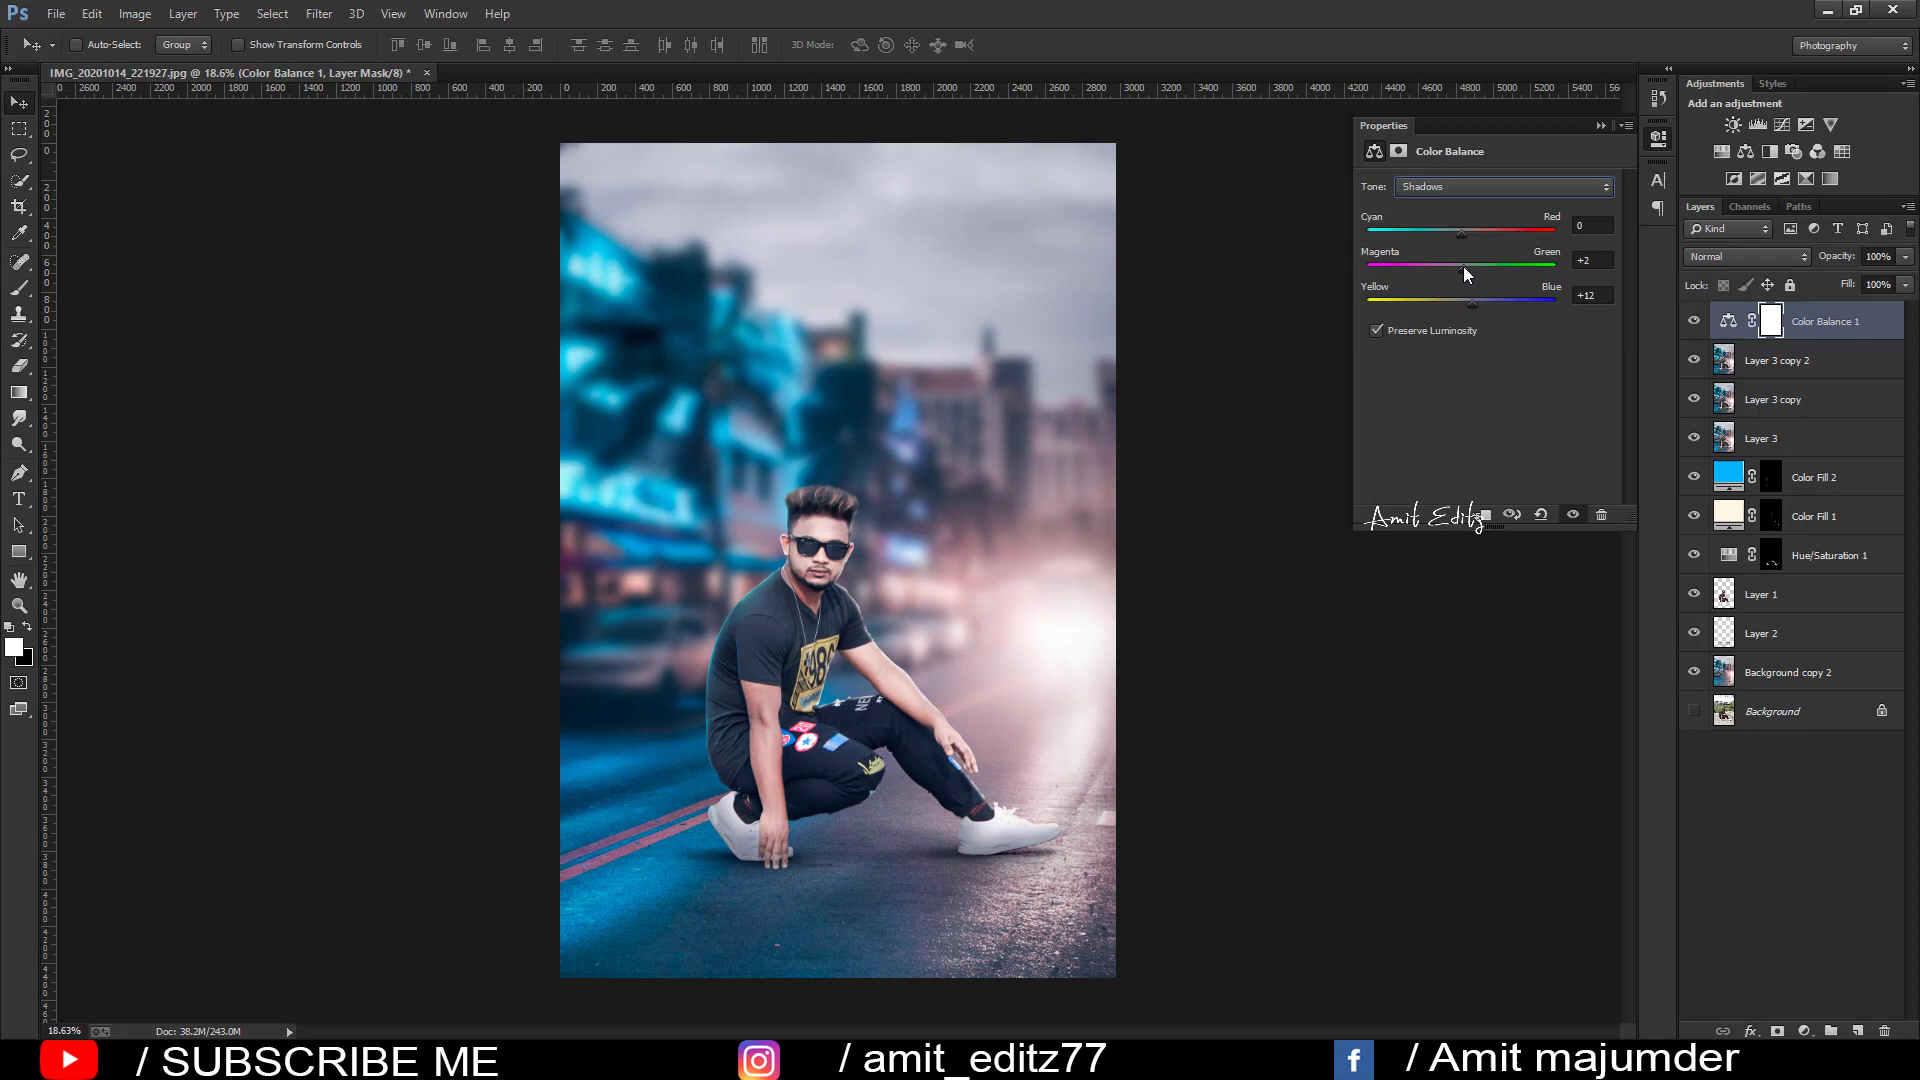 Ps File Edit Image Layer Type Select Filter 3D View Window Help
Auto-Select: Group Show Transform Controls 3D Mode: Photography
IMG_20201014_221927.jpg @ 18.6% (Color Balance 1, Layer Mask/8) * ×
Properties
Color Balance
Tone: Shadows
Cyan Red 0
Magenta Green +2
Yellow Blue +12
Preserve Luminosity
Amit Editz
Adjustments Styles
Add an adjustment
Layers Channels Paths
Kind
Normal Opacity: 100%
Lock: Fill: 100%
Color Balance 1
Layer 3 copy 2
Layer 3 copy
Layer 3
Color Fill 2
Color Fill 1
Hue/Saturation 1
Layer 1
Layer 2
Background copy 2
Background
18.63% Doc: 38.2M/243.0M
/ SUBSCRIBE ME
/ amit_editz77
/ Amit majumder